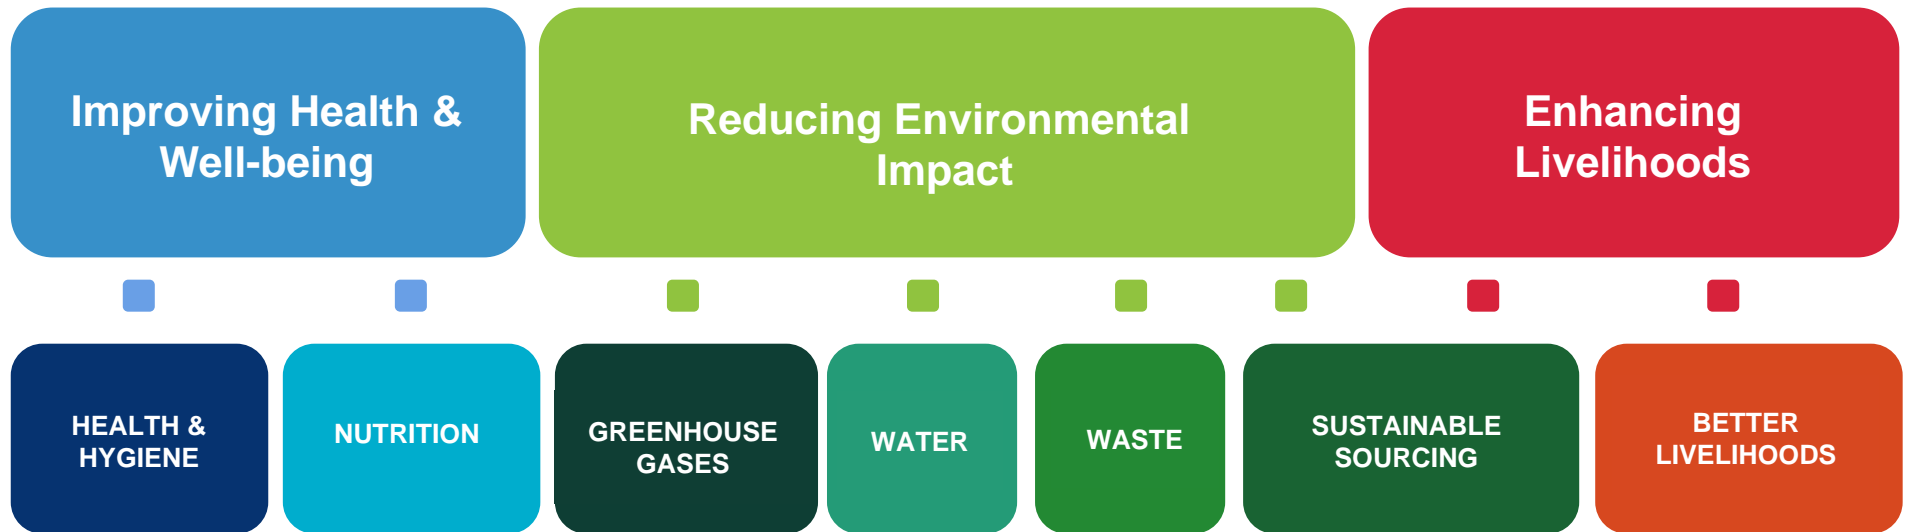 Improving Health &
Well-being
Reducing Environmental
Impact
Enhancing
Livelihoods
HEALTH &
HYGIENE
NUTRITION
GREENHOUSE
GASES
WATER
WASTE
SUSTAINABLE
SOURCING
BETTER
LIVELIHOODS